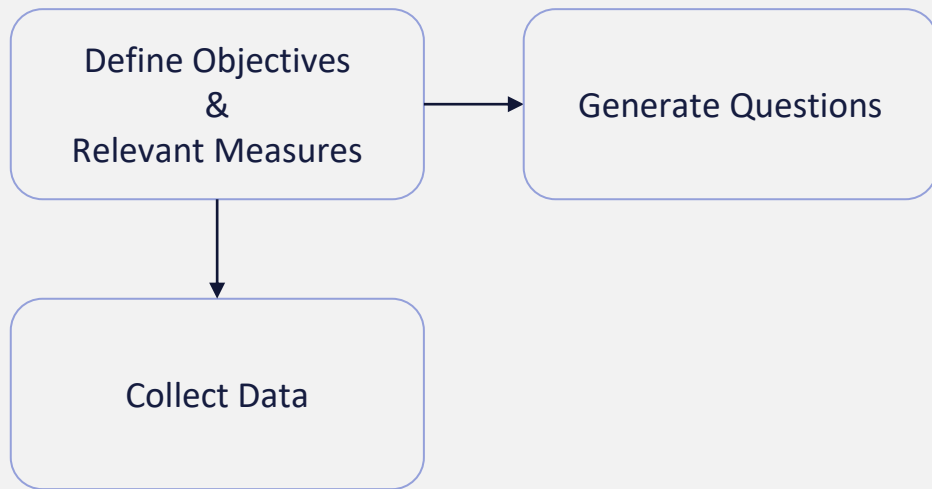 Define Objectives
&
Relevant Measures
Generate Questions
Collect Data